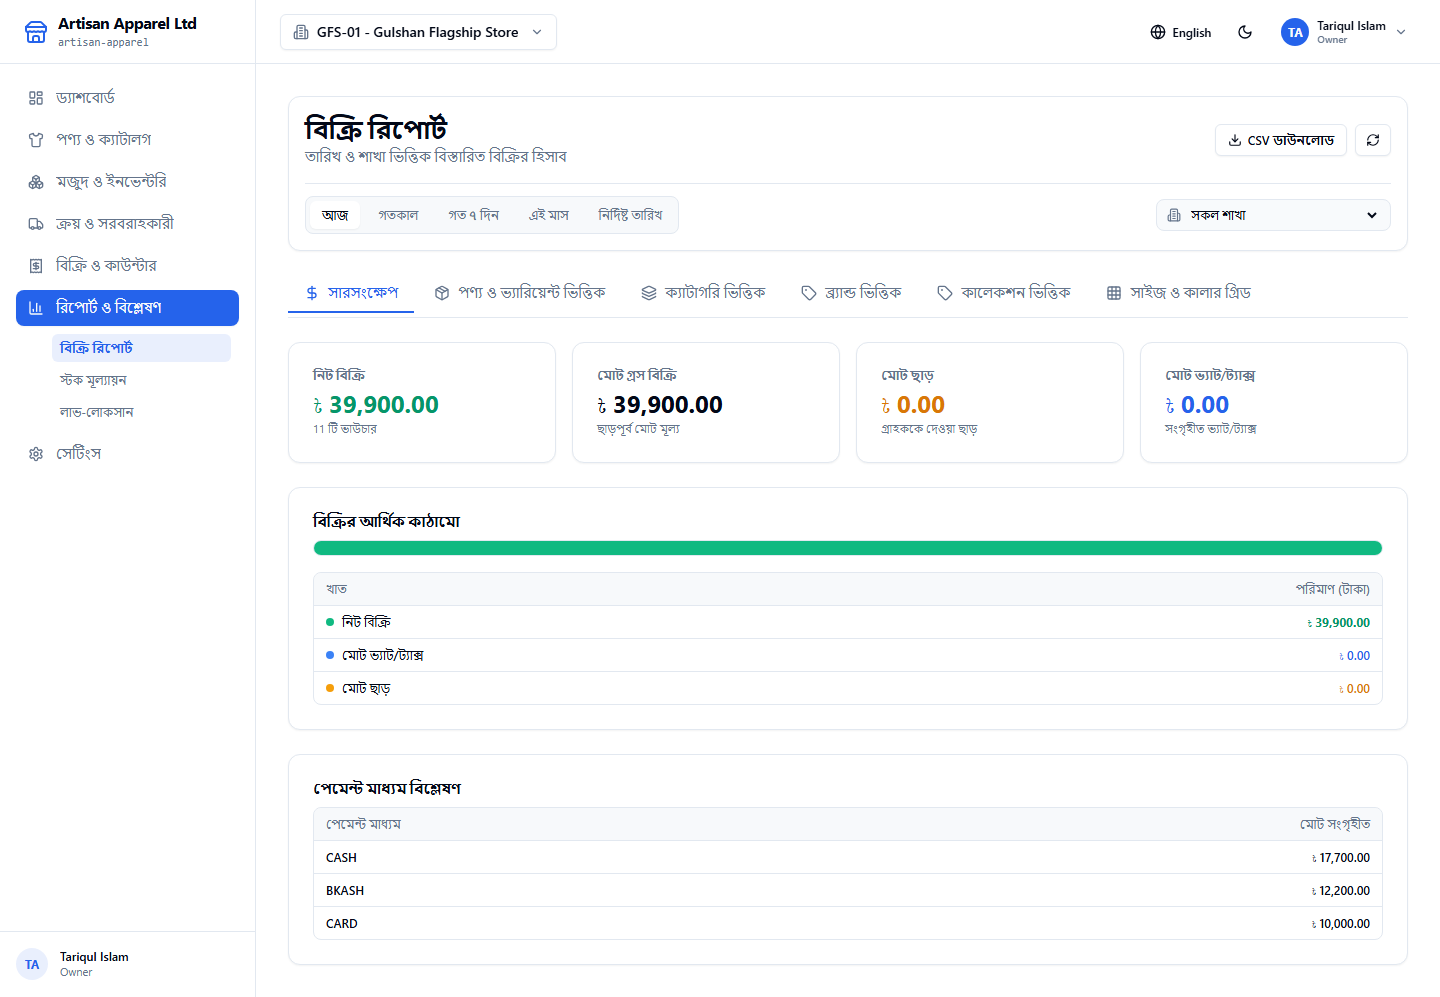 Artisan Apparel Ltd
artisan-apparel
GFS-01 - Gulshan Flagship Store
English
TA
Tariqul Islam
Owner
ড্যাশবোর্ড
পণ্য ও ক্যাটালগ
মজুদ ও ইনভেন্টরি
ক্রয় ও সরবরাহকারী
বিক্রি ও কাউন্টার
রিপোর্ট ও বিশ্লেষণ
বিক্রি রিপোর্ট
স্টক মূল্যায়ন
লাভ-লোকসান
সেটিংস
TA
Tariqul Islam
Owner
বিক্রি রিপোর্ট
তারিখ ও শাখা ভিত্তিক বিস্তারিত বিক্রির হিসাব
CSV ডাউনলোড
আজ গতকাল গত ৭ দিন এই মাস নির্দিষ্ট তারিখ
সকল শাখা
সারসংক্ষেপ পণ্য ও ভ্যারিয়েন্ট ভিত্তিক ক্যাটাগরি ভিত্তিক ব্র্যান্ড ভিত্তিক কালেকশন ভিত্তিক সাইজ ও কালার গ্রিড
নিট বিক্রি
৳ 39,900.00
11 টি ভাউচার
মোট গ্রস বিক্রি
৳ 39,900.00
ছাড়পূর্ব মোট মূল্য
মোট ছাড়
৳ 0.00
গ্রাহককে দেওয়া ছাড়
মোট ভ্যাট/ট্যাক্স
৳ 0.00
সংগৃহীত ভ্যাট/ট্যাক্স
বিক্রির আর্থিক কাঠামো
খাত পরিমাণ (টাকা)
নিট বিক্রি ৳ 39,900.00
মোট ভ্যাট/ট্যাক্স ৳ 0.00
মোট ছাড় ৳ 0.00
পেমেন্ট মাধ্যম বিশ্লেষণ
পেমেন্ট মাধ্যম মোট সংগৃহীত
CASH ৳ 17,700.00
BKASH ৳ 12,200.00
CARD ৳ 10,000.00